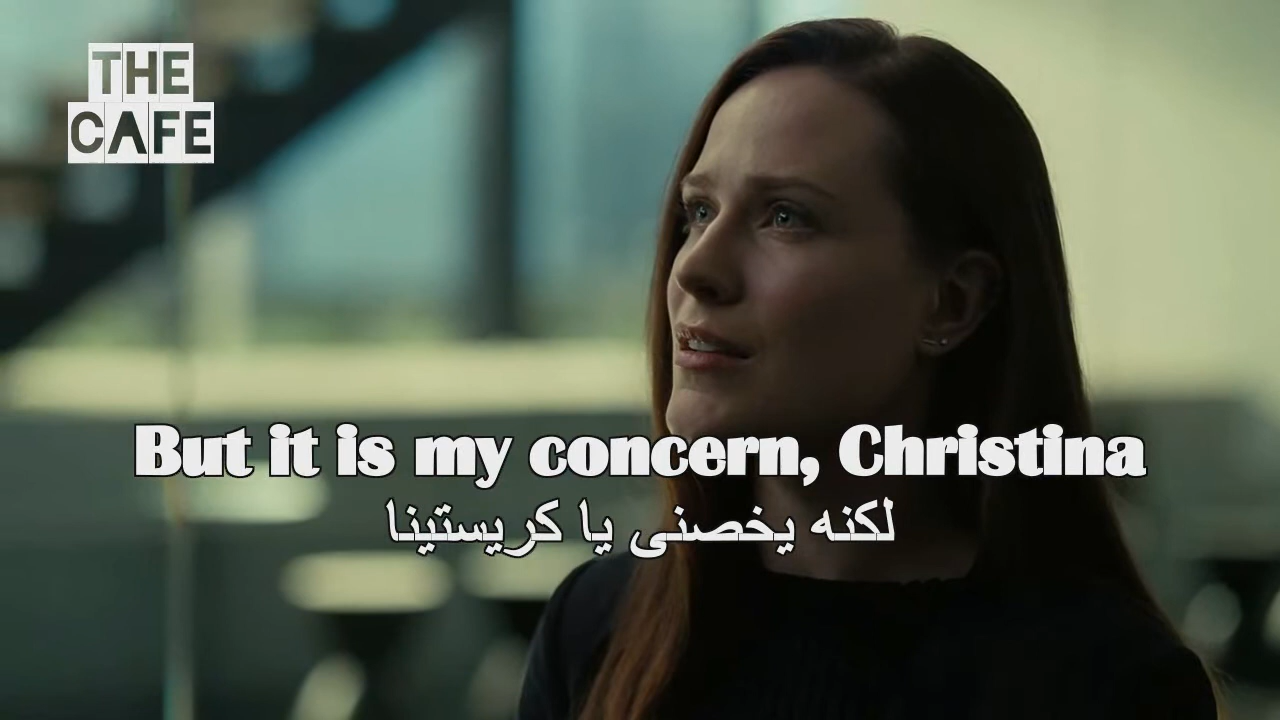 THE
CAFE
But it is my concern, Christina
لكنه يخصنى يا كريستينا